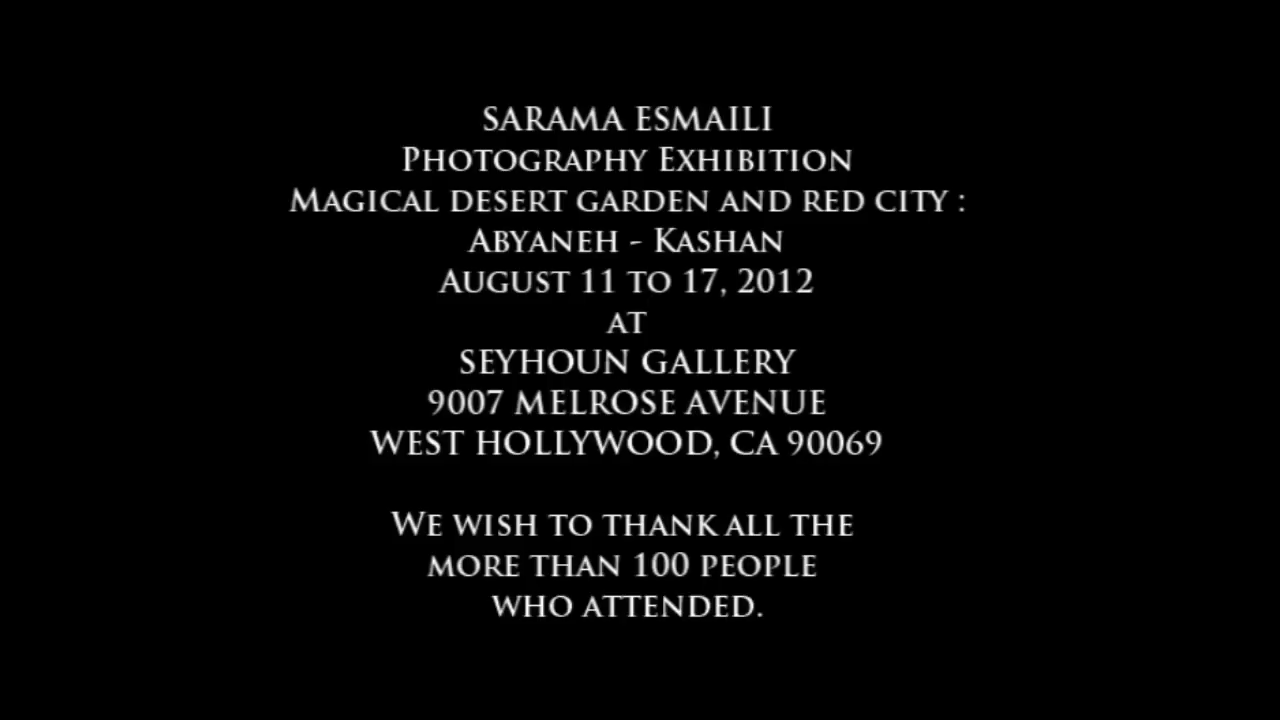 SARAMA ESMAILI
PHOTOGRAPHY EXHIBITION
MAGICAL DESERT GARDEN AND RED CITY :
ABYANEH - KASHAN
AUGUST 11 TO 17, 2012
AT
SEYHOUN GALLERY
9007 MELROSE AVENUE
WEST HOLLYWOOD, CA 90069
WE WISH TO THANK ALL THE
MORE THAN 100 PEOPLE
WHO ATTENDED.